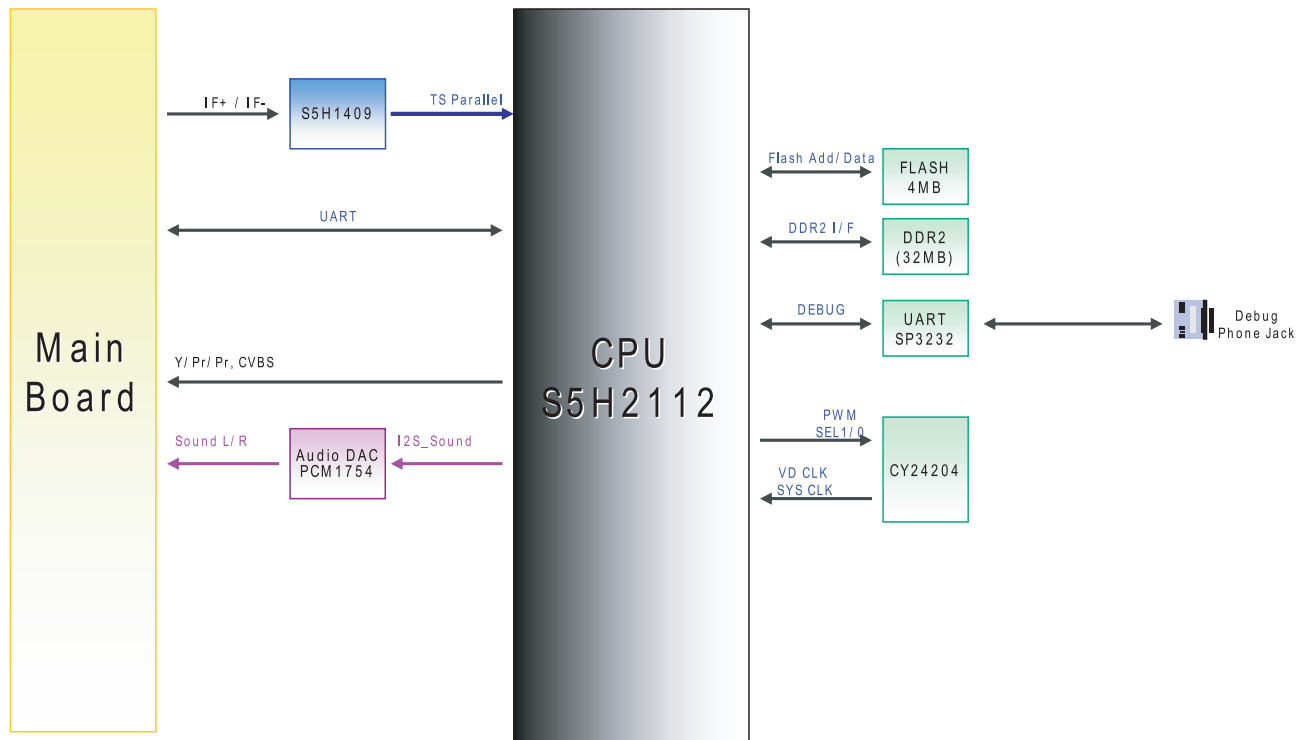 IF+ / IF-
S5H1409
TS Parallel
UART
Main
Board
Y/ Pr/ Pr, CVBS
Sound L/ R
Audio DAC
PCM1754
I2S_Sound
CPU
S5H2112
Flash Add/ Data
FLASH
4MB
DDR2 I/ F
DDR2
(32MB)
DEBUG
UART
SP3232
Debug
Phone Jack
PWM
SEL1/ 0
VD CLK
SYS CLK
CY24204